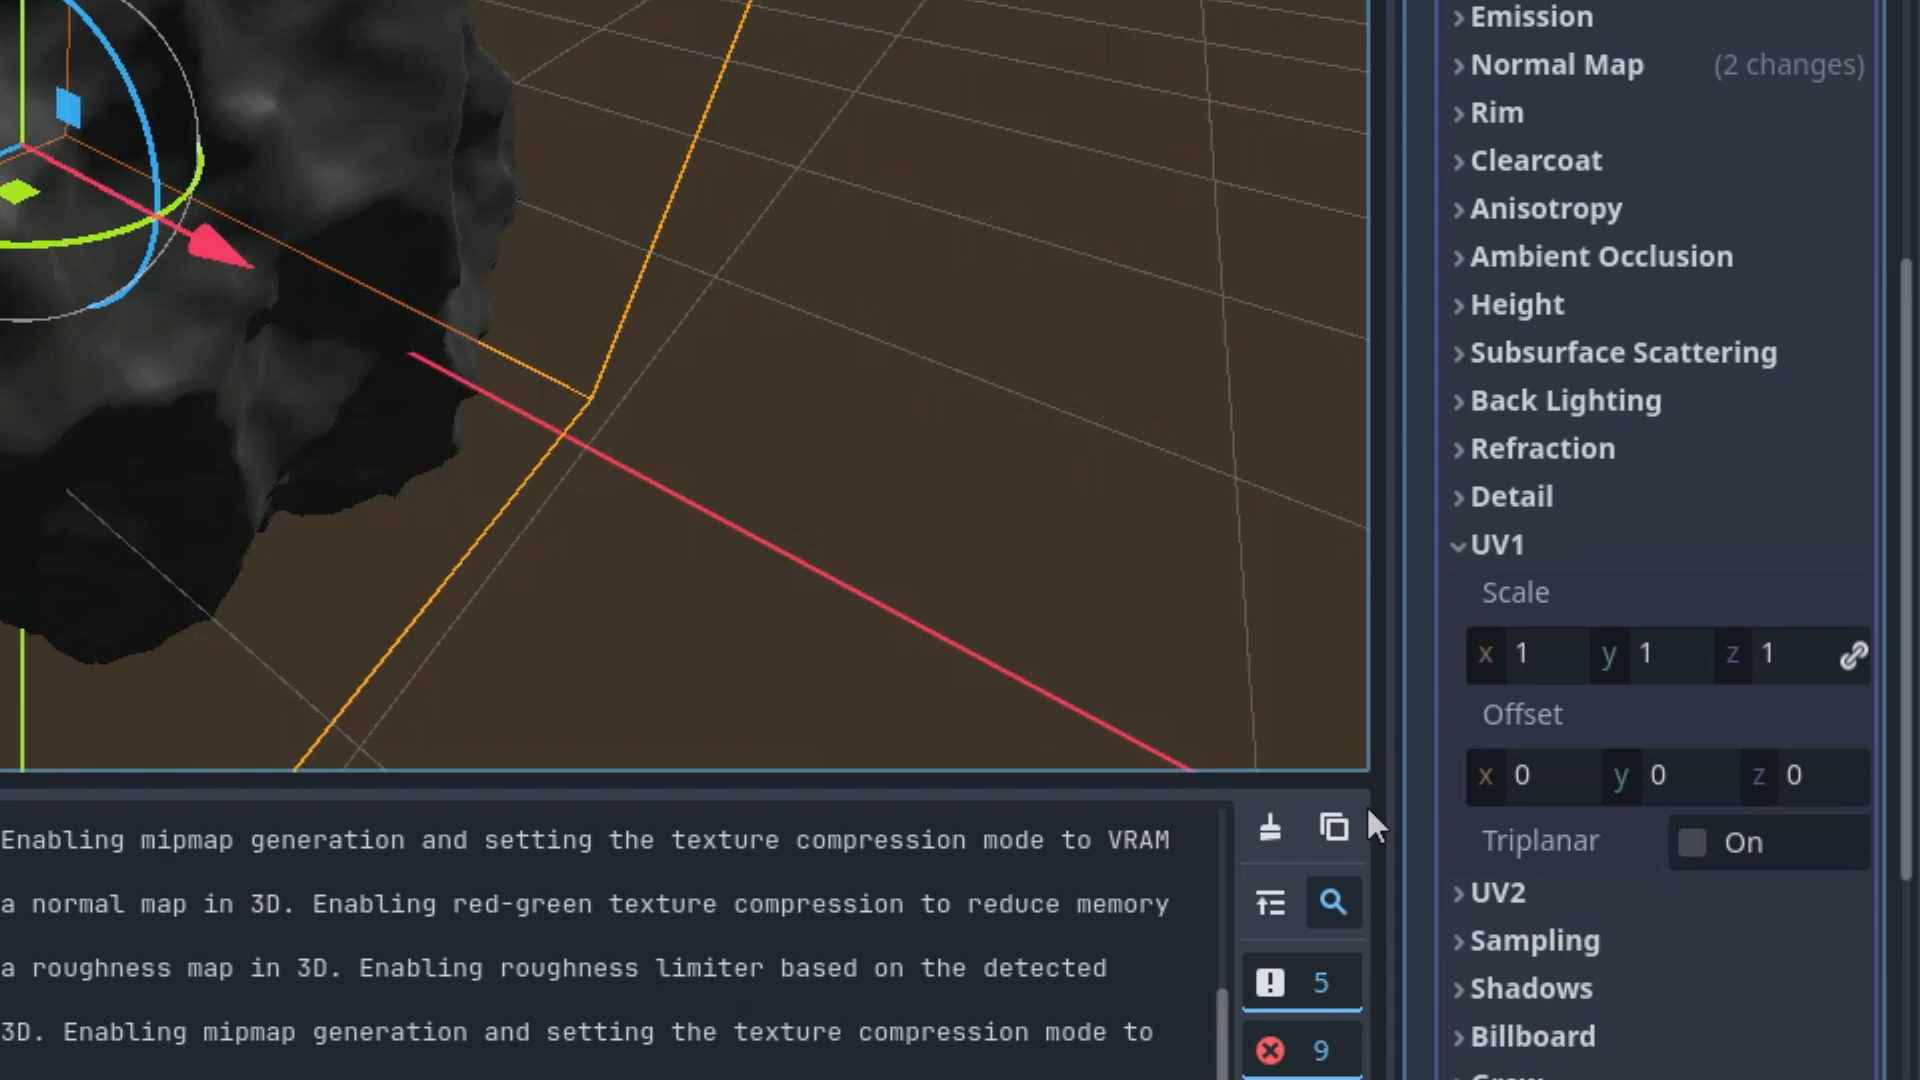 Emission
Normal Map (2 changes)
Rim
Clearcoat
Anisotropy
Ambient Occlusion
Height
Subsurface Scattering
Back Lighting
Refraction
Detail
UV1
Scale
x 1 y 1 z 1
Offset
x 0 y 0 z 0
Triplanar On
UV2
Sampling
Shadows
Billboard
Enabling mipmap generation and setting the texture compression mode to VRAM
a normal map in 3D. Enabling red-green texture compression to reduce memory
a roughness map in 3D. Enabling roughness limiter based on the detected
3D. Enabling mipmap generation and setting the texture compression mode to
5
9